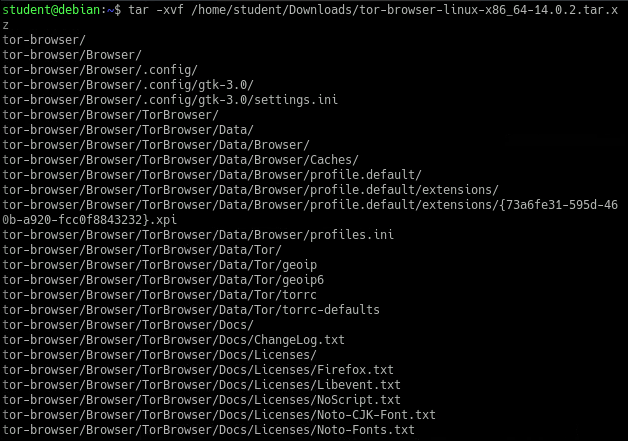 student@debian:~$ tar -xvf /home/student/Downloads/tor-browser-linux-x86_64-14.0.2.tar.x
z
tor-browser/
tor-browser/Browser/
tor-browser/Browser/.config/
tor-browser/Browser/.config/gtk-3.0/
tor-browser/Browser/.config/gtk-3.0/settings.ini
tor-browser/Browser/TorBrowser/
tor-browser/Browser/TorBrowser/Data/
tor-browser/Browser/TorBrowser/Data/Browser/
tor-browser/Browser/TorBrowser/Data/Browser/Caches/
tor-browser/Browser/TorBrowser/Data/Browser/profile.default/
tor-browser/Browser/TorBrowser/Data/Browser/profile.default/extensions/
tor-browser/Browser/TorBrowser/Data/Browser/profile.default/extensions/{73a6fe31-595d-46
0b-a920-fcc0f8843232}.xpi
tor-browser/Browser/TorBrowser/Data/Browser/profiles.ini
tor-browser/Browser/TorBrowser/Data/Tor/
tor-browser/Browser/TorBrowser/Data/Tor/geoip
tor-browser/Browser/TorBrowser/Data/Tor/geoip6
tor-browser/Browser/TorBrowser/Data/Tor/torrc
tor-browser/Browser/TorBrowser/Data/Tor/torrc-defaults
tor-browser/Browser/TorBrowser/Docs/
tor-browser/Browser/TorBrowser/Docs/ChangeLog.txt
tor-browser/Browser/TorBrowser/Docs/Licenses/
tor-browser/Browser/TorBrowser/Docs/Licenses/Firefox.txt
tor-browser/Browser/TorBrowser/Docs/Licenses/Libevent.txt
tor-browser/Browser/TorBrowser/Docs/Licenses/NoScript.txt
tor-browser/Browser/TorBrowser/Docs/Licenses/Noto-CJK-Font.txt
tor-browser/Browser/TorBrowser/Docs/Licenses/Noto-Fonts.txt